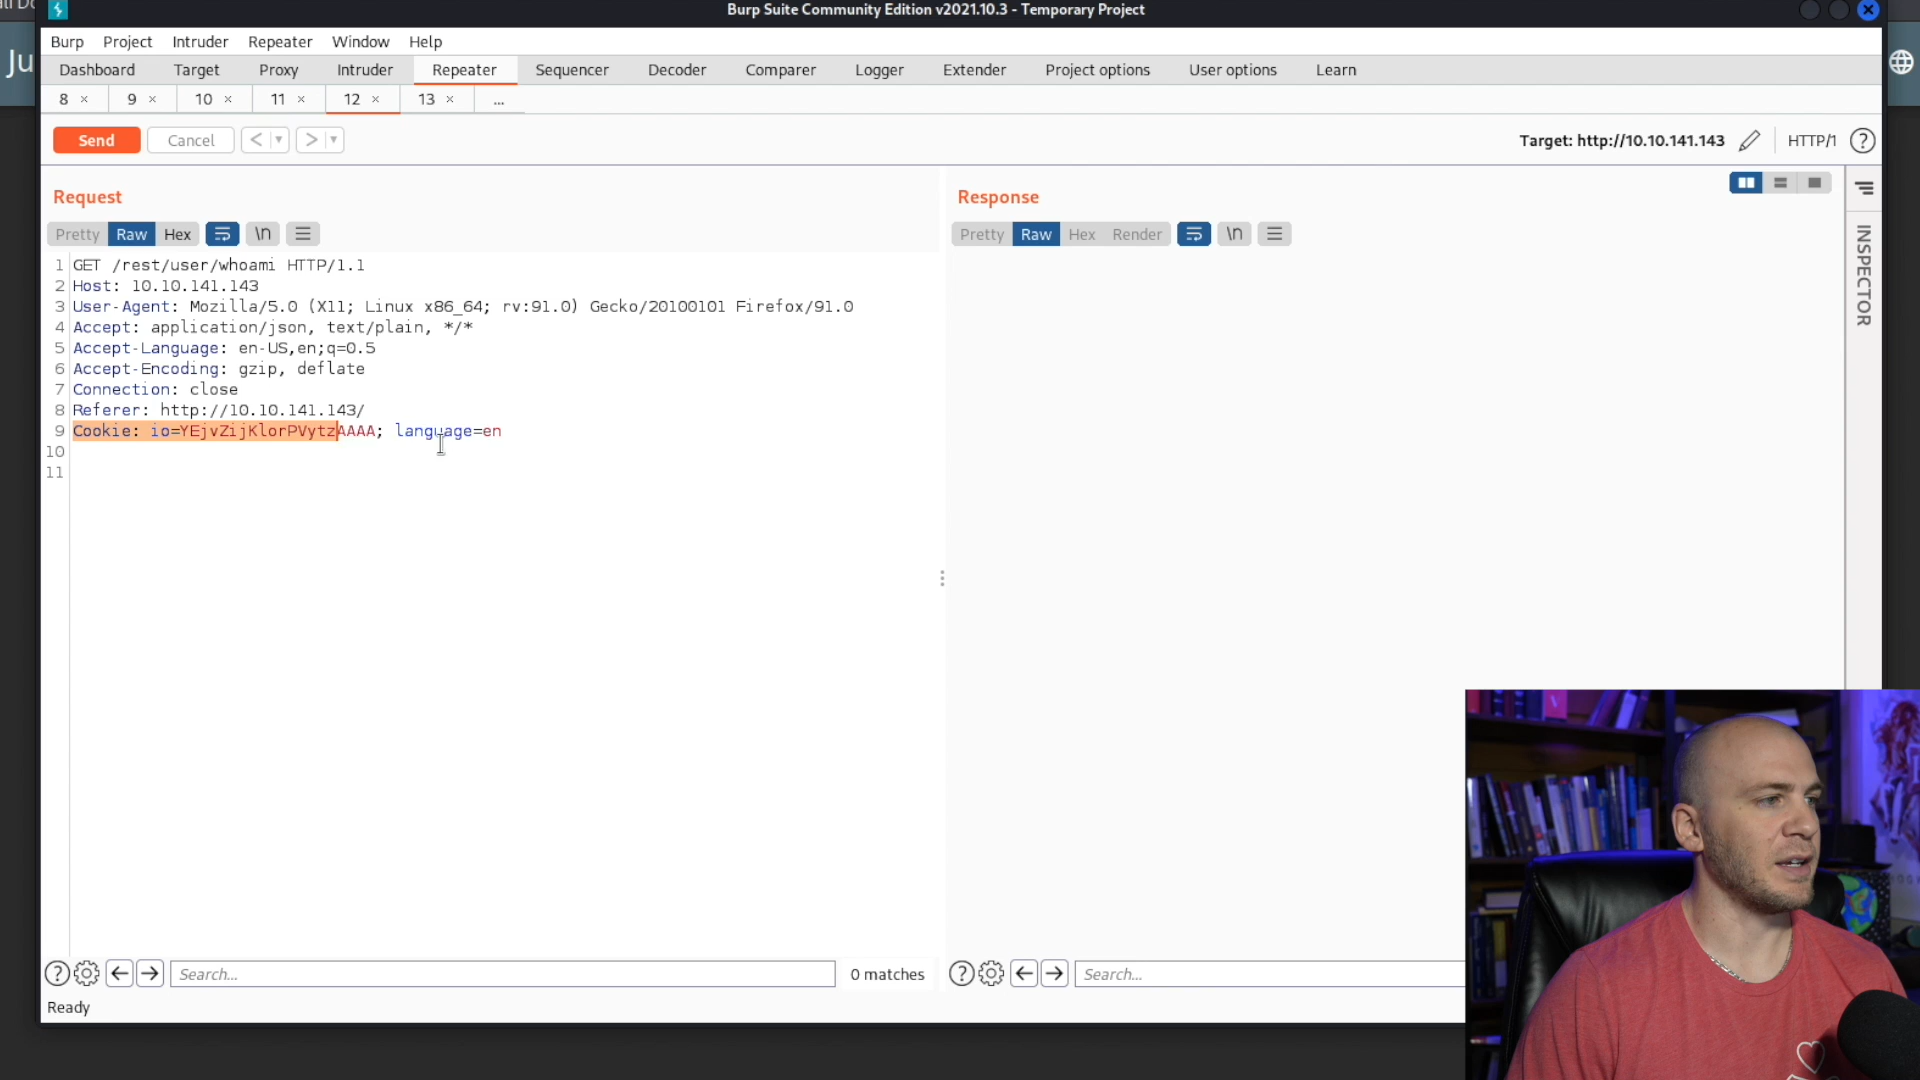 ali Do
Ju
Burp Suite Community Edition v2021.10.3 - Temporary Project
Burp Project Intruder Repeater Window Help
Dashboard Target Proxy Intruder Repeater Sequencer Decoder Comparer Logger Extender Project options User options Learn
8 × 9 × 10 × 11 × 12 × 13 × ...
Send Cancel < > Target: http://10.10.141.143 HTTP/1 ?
Request Response
Pretty Raw Hex \n Pretty Raw Hex Render \n
INSPECTOR
1 GET /rest/user/whoami HTTP/1.1
2 Host: 10.10.141.143
3 User-Agent: Mozilla/5.0 (X11; Linux x86_64; rv:91.0) Gecko/20100101 Firefox/91.0
4 Accept: application/json, text/plain, */*
5 Accept-Language: en-US,en;q=0.5
6 Accept-Encoding: gzip, deflate
7 Connection: close
8 Referer: http://10.10.141.143/
9 Cookie: io=YEjvZijKlorPVytzAAAA; language=en
10
11
? Search... 0 matches ? Search...
Ready